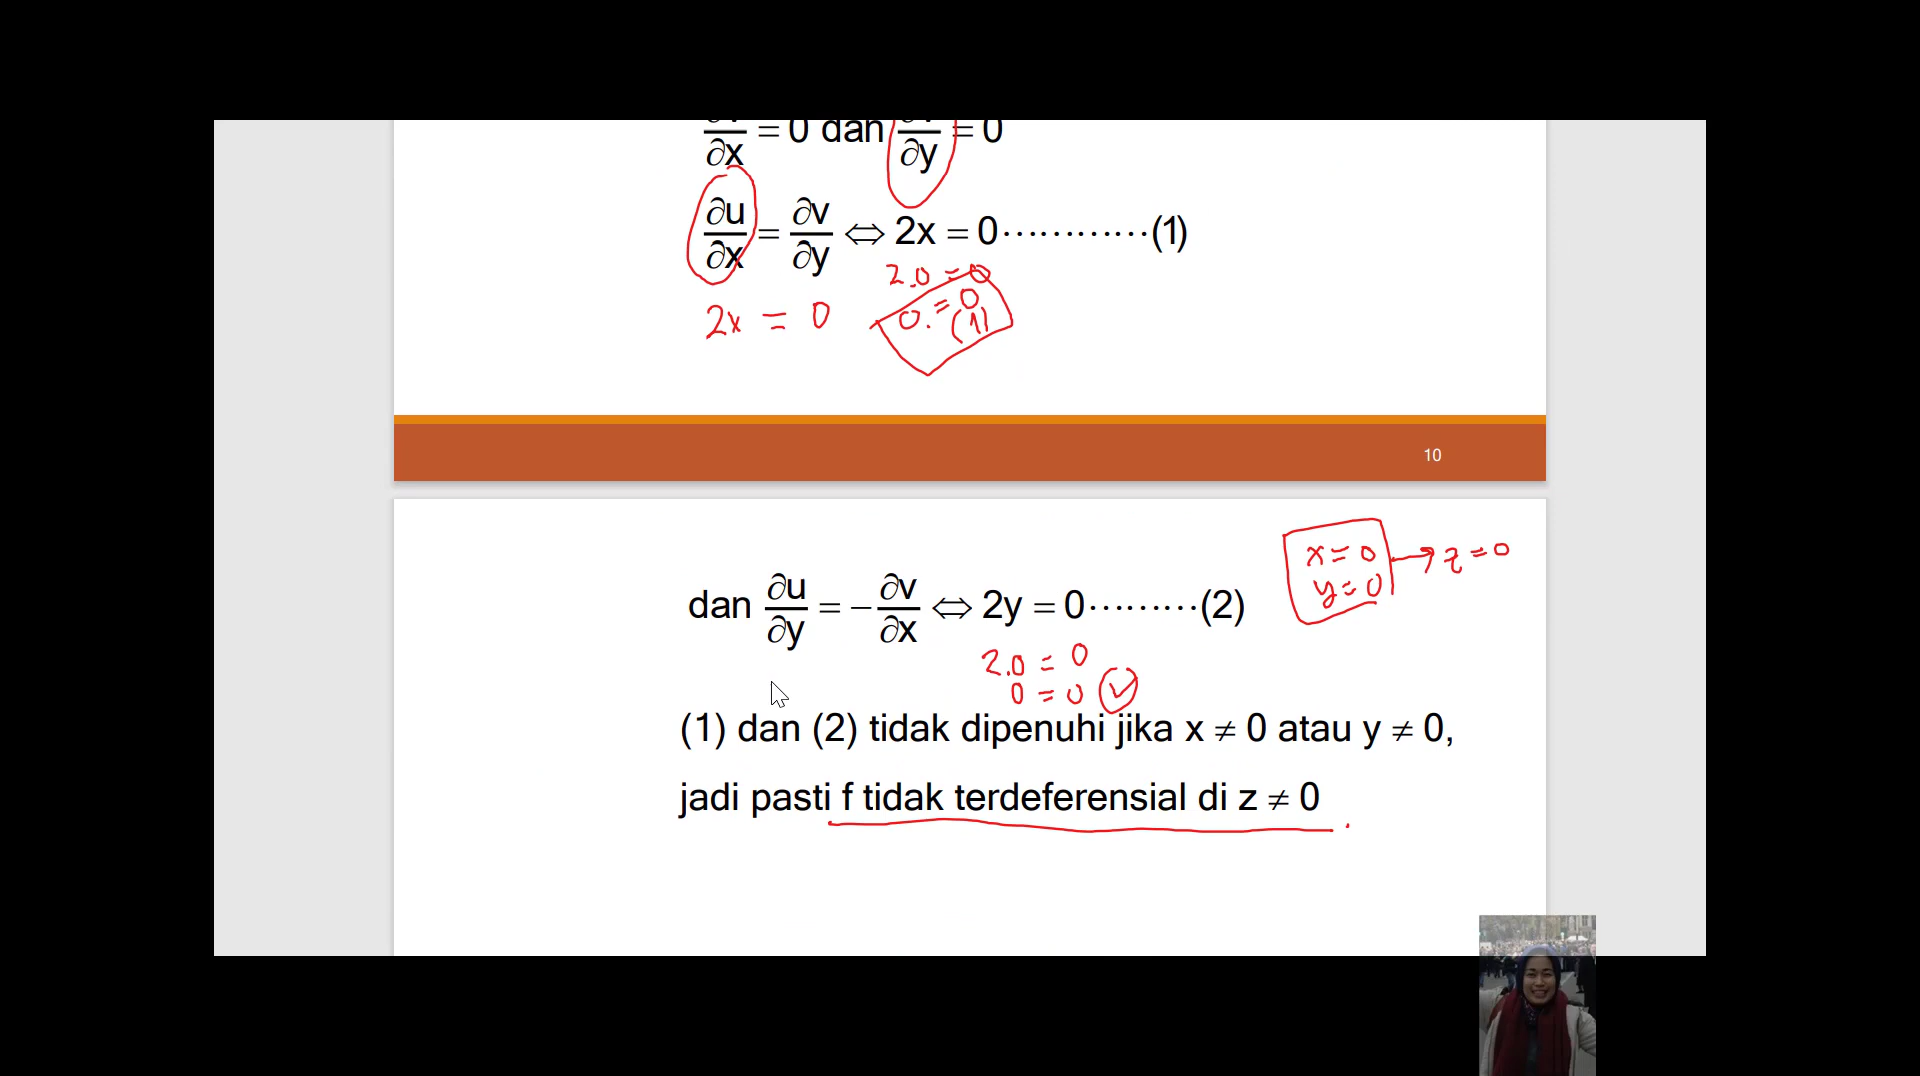 ∂x = 0 dan ∂y = 0
∂u/∂x = ∂v/∂y ⇔ 2x = 0⋯⋯⋯⋯(1)
2.0 = 0
2x = 0
0. = 0
(1)
10
x = 0 → z = 0
y = 0
dan ∂u/∂y = −∂v/∂x ⇔ 2y = 0⋯⋯⋯(2)
2.0 = 0
0 = 0 ✓
(1) dan (2) tidak dipenuhi jika x ≠ 0 atau y ≠ 0,
jadi pasti f tidak terdeferensial di z ≠ 0